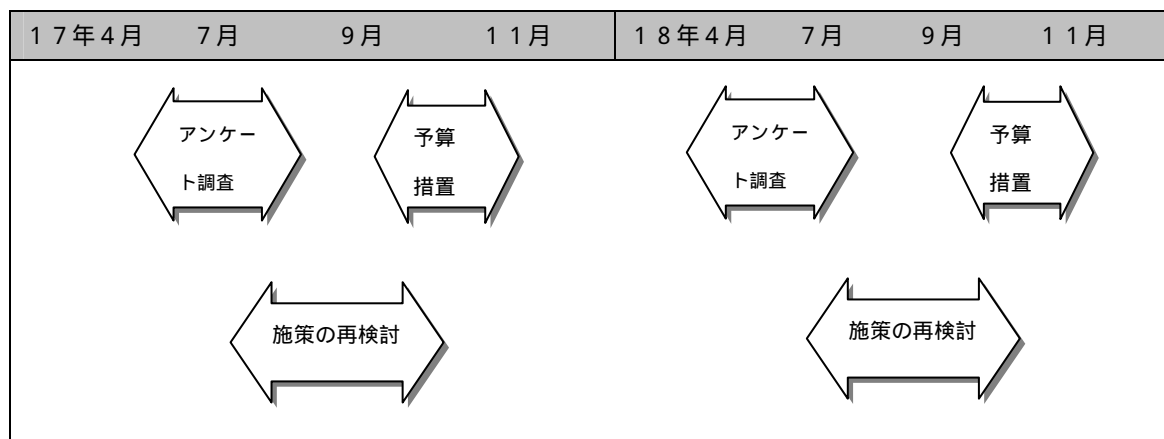 １７年４月 ７月 ９月 １１月 １８年４月 ７月 ９月 １１月
アンケー
ト調査
予算
措置
アンケー
ト調査
予算
措置
施策の再検討
施策の再検討